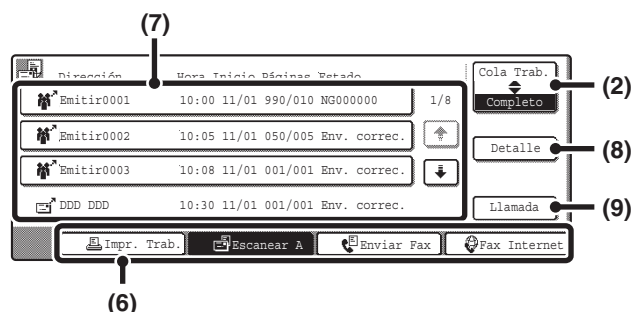 (7)
Dirección Hora Inicio Páginas Estado
Cola Trab.
Completo
(2)
Emitir0001 10:00 11/01 990/010 NG000000
1/8
Emitir0002 10:05 11/01 050/005 Env. correc.
Detalle
(8)
Emitir0003 10:08 11/01 001/001 Env. correc.
DDD DDD 10:30 11/01 001/001 Env. correc.
Llamada
(9)
Impr. Trab. Escanear A Enviar Fax Fax Internet
(6)